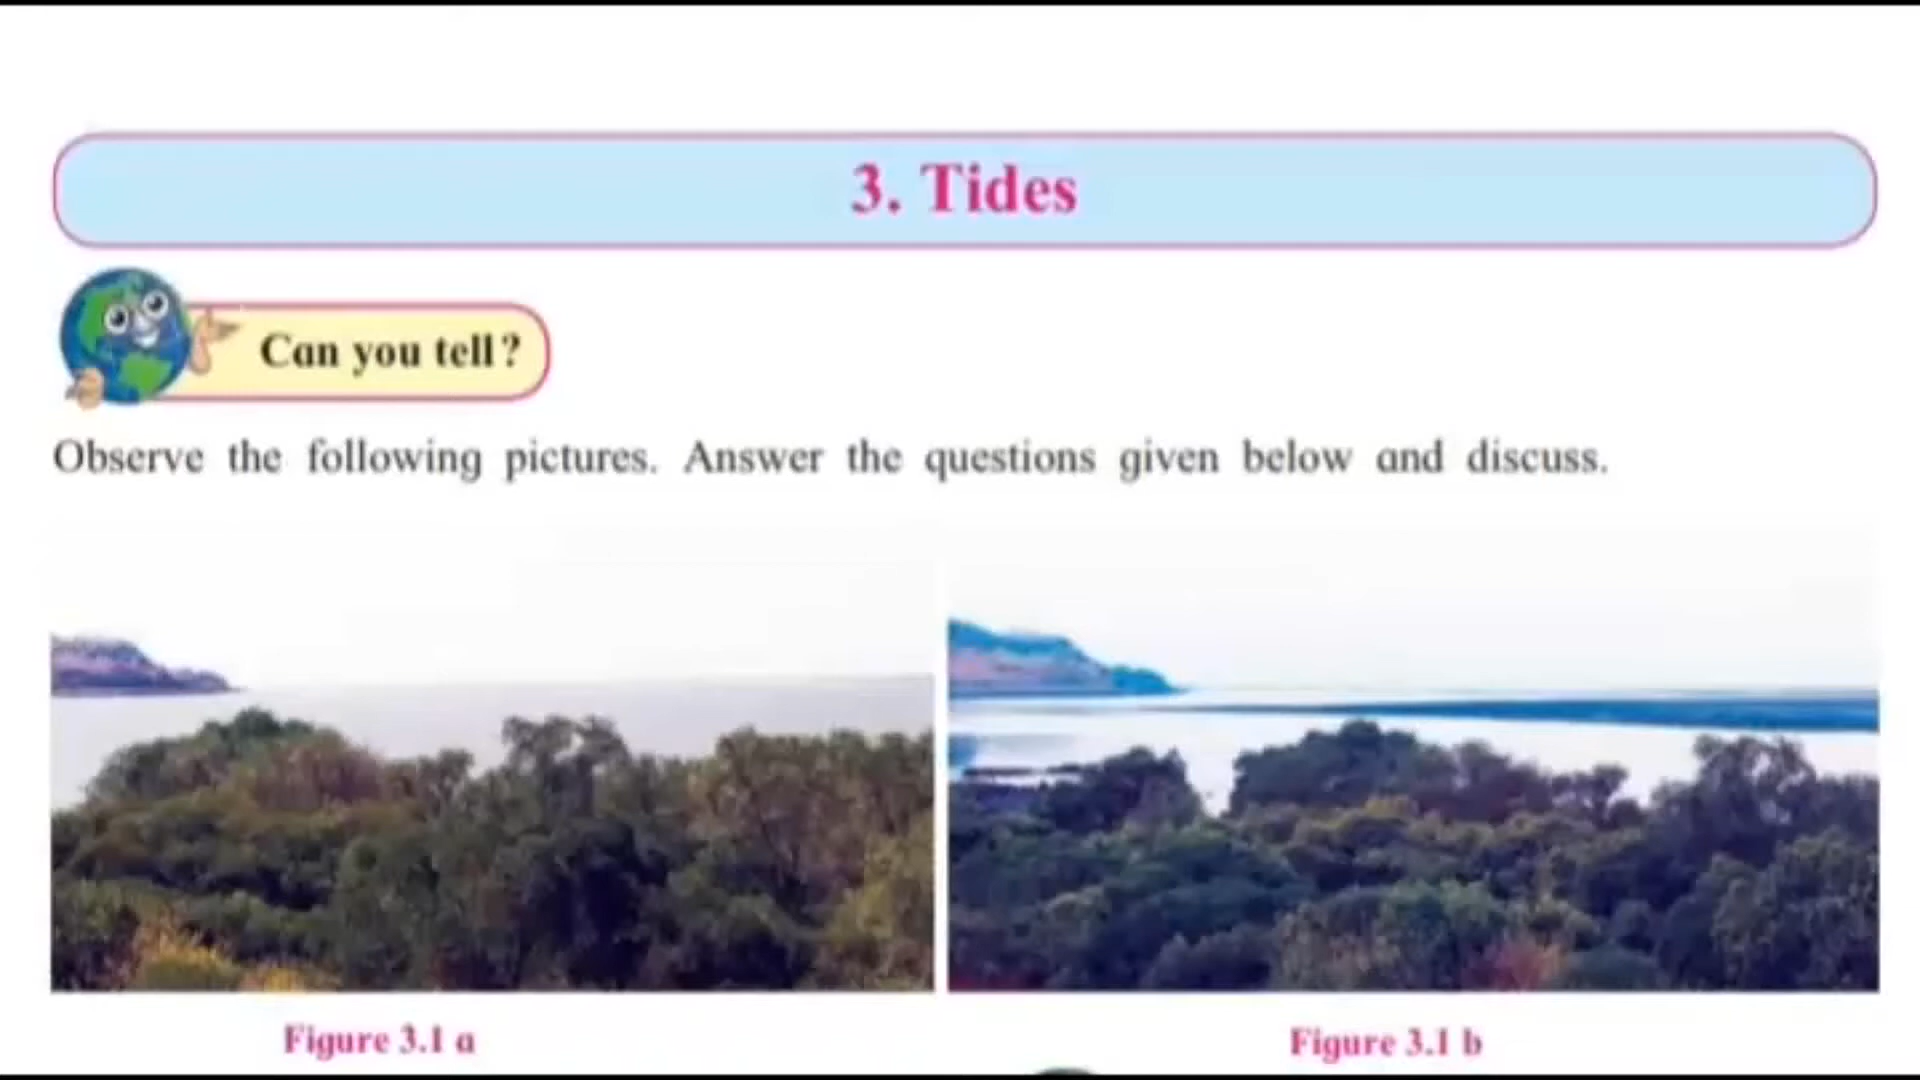 3. Tides
Can you tell?
Observe the following pictures. Answer the questions given below and discuss.
Figure 3.1 a
Figure 3.1 b